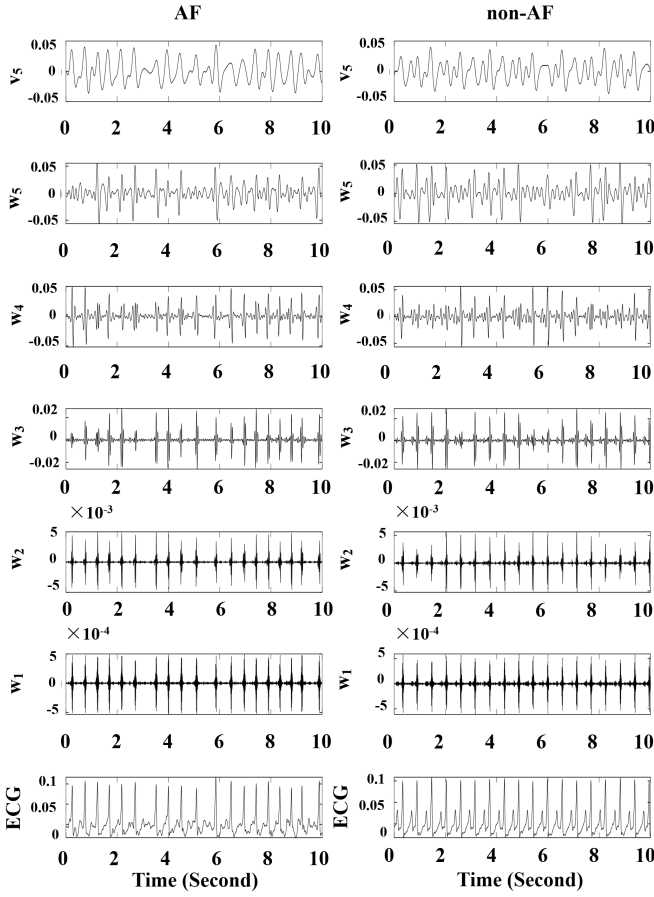 AF non-AF
v5 0.05 0 -0.05 v5 0.05 0 -0.05
0 2 4 6 8 10 0 2 4 6 8 10
w5 0.05 0 -0.05 w5 0.05 0 -0.05
0 2 4 6 8 10 0 2 4 6 8 10
w4 0.05 0 -0.05 w4 0.05 0 -0.05
0 2 4 6 8 10 0 2 4 6 8 10
w3 0.02 0 -0.02 w3 0.02 0 -0.02
0 2 4 6 8 10 0 2 4 6 8 10
×10⁻³ ×10⁻³
w2 5 0 -5 w2 5 0 -5
0 2 4 6 8 10 0 2 4 6 8 10
×10⁻⁴ ×10⁻⁴
w1 5 0 -5 w1 5 0 -5
0 2 4 6 8 10 0 2 4 6 8 10
ECG 0.1 0.05 0 ECG 0.1 0.05 0
0 2 4 6 8 10 0 2 4 6 8 10
Time (Second) Time (Second)